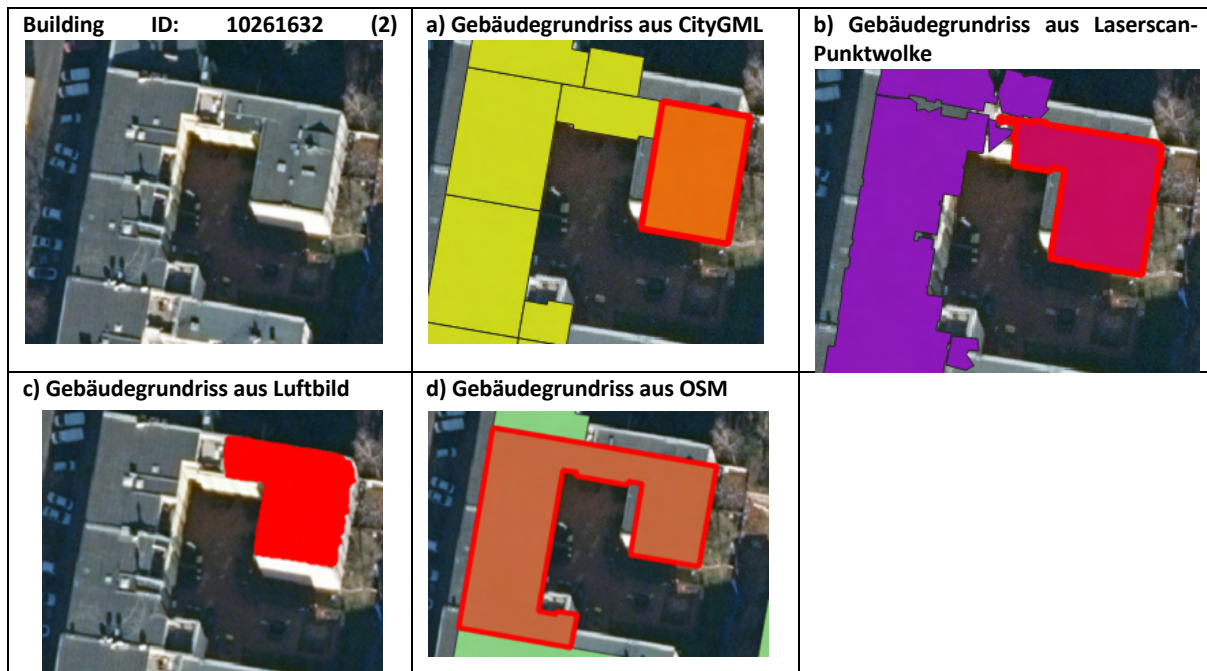 Building ID: 10261632 (2)
a) Gebäudegrundriss aus CityGML
b) Gebäudegrundriss aus Laserscan-
Punktwolke
c) Gebäudegrundriss aus Luftbild
d) Gebäudegrundriss aus OSM